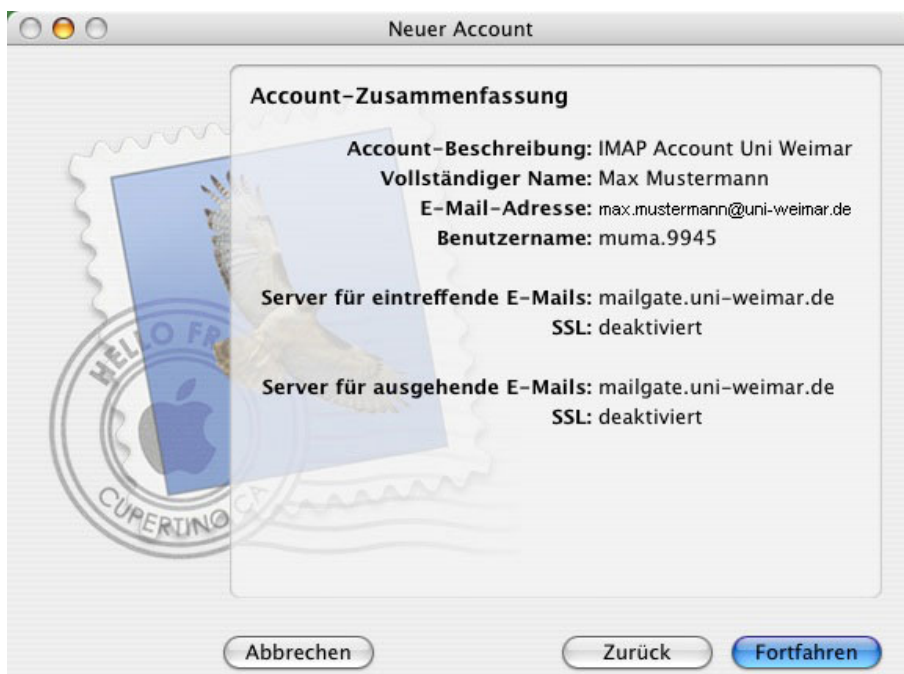 Neuer Account
Account-Zusammenfassung
Account-Beschreibung: IMAP Account Uni Weimar
Vollständiger Name: Max Mustermann
E-Mail-Adresse: max.mustermann@uni-weimar.de
Benutzername: muma.9945
Server für eintreffende E-Mails: mailgate.uni-weimar.de
SSL: deaktiviert
Server für ausgehende E-Mails: mailgate.uni-weimar.de
SSL: deaktiviert
HELLO FR
CUPERTINO CA
Abbrechen
Zurück
Fortfahren